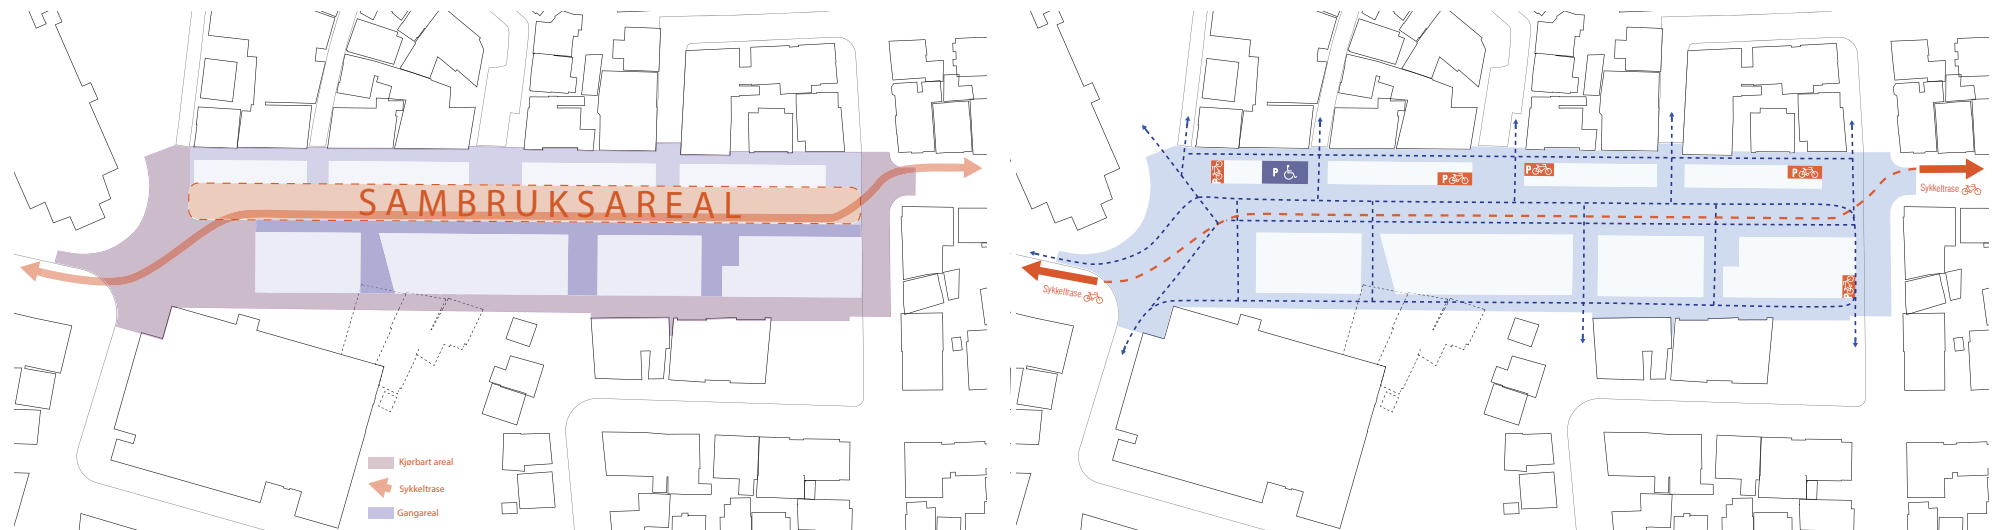 SAMBRUKSAREAL
Kjørbart areal
Sykkeltrase
Gangareal
P
P
P
P
Sykkeltrase
Sykkeltrase